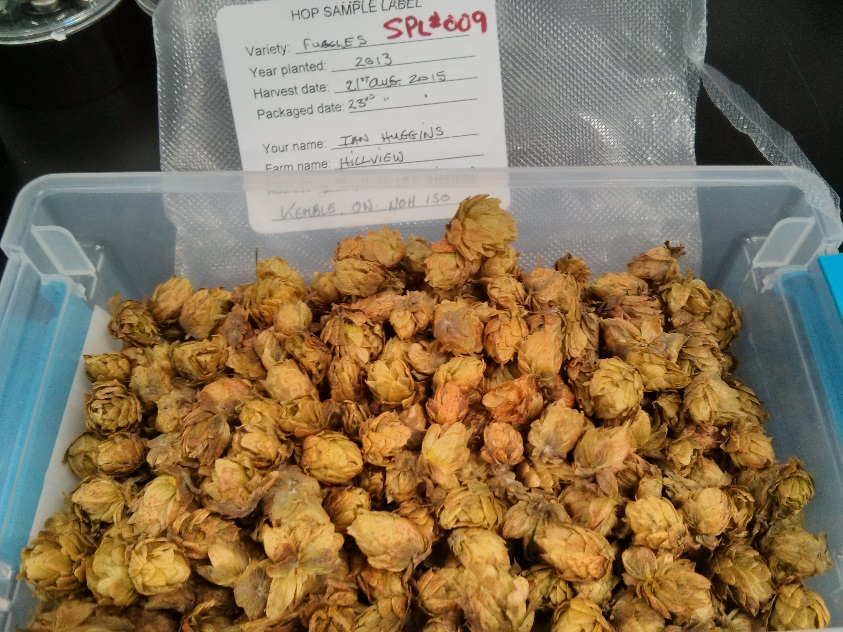 HOP SAMPLE LABEL
SPL#009
Variety: FUGGLES
Year planted: 2013
Harvest date: 21ST AUG 2015
Packaged date: 23RD " "
Your name: IAN HUGGINS
Farm name: HILLVIEW
Address:
KEMBLE, ON. N0H 1S0